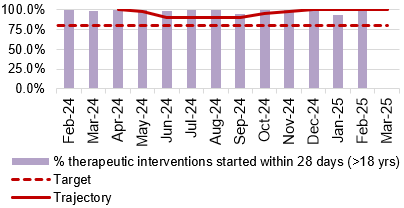 100.0%
75.0%
50.0%
25.0%
0.0%
Feb-24
Mar-24
Apr-24
May-24
Jun-24
Jul-24
Aug-24
Sep-24
Oct-24
Nov-24
Dec-24
Jan-25
Feb-25
Mar-25
% therapeutic interventions started within 28 days (>18 yrs)
Target
Trajectory